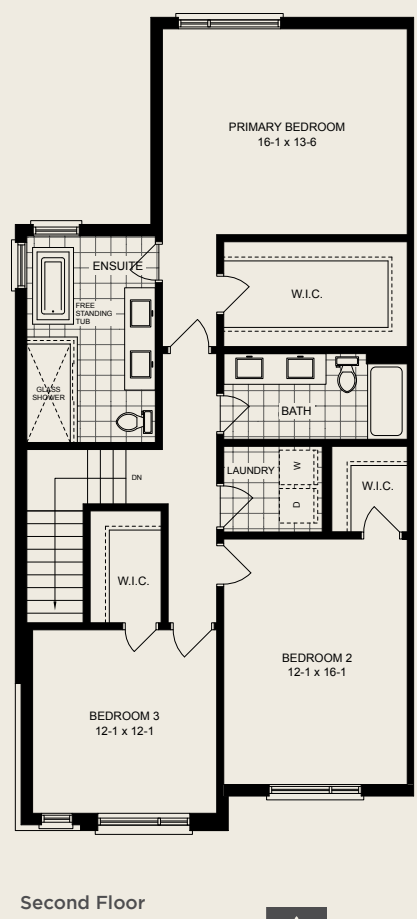 PRIMARY BEDROOM
16-1 x 13-6
ENSUITE
FREE
STANDING
TUB
W.I.C.
GLASS
SHOWER
BATH
LAUNDRY
W
D
W.I.C.
DN
W.I.C.
BEDROOM 2
12-1 x 16-1
BEDROOM 3
12-1 x 12-1
Second Floor